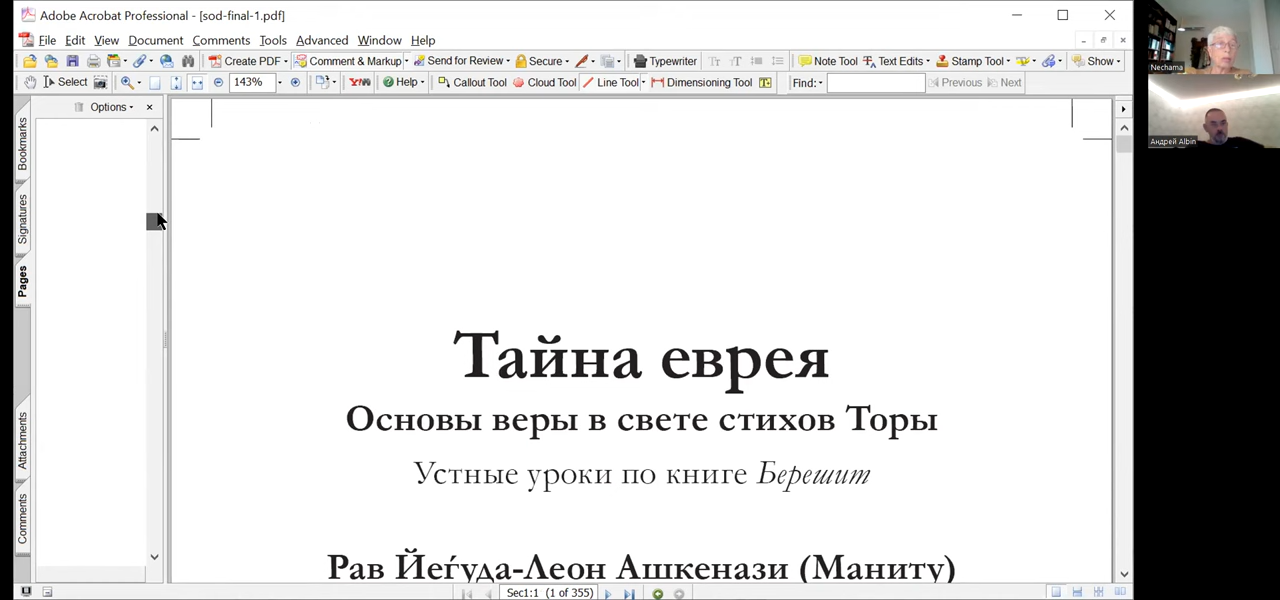 Adobe Acrobat Professional - [sod-final-1.pdf]
File Edit View Document Comments Tools Advanced Window Help
Create PDF Comment & Markup Send for Review Secure Typewriter Note Tool Text Edits Stamp Tool Show
Select 143% Help Callout Tool Cloud Tool Line Tool Dimensioning Tool Find: Previous Next
Options
Bookmarks
Signatures
Pages
Attachments
Comments
Тайна еврея
Основы веры в свете стихов Торы
Устные уроки по книге Берешит
Рав Йеѓуда-Леон Ашкенази (Маниту)
Sec1:1 (1 of 355)
Nechama
Андрей Albin